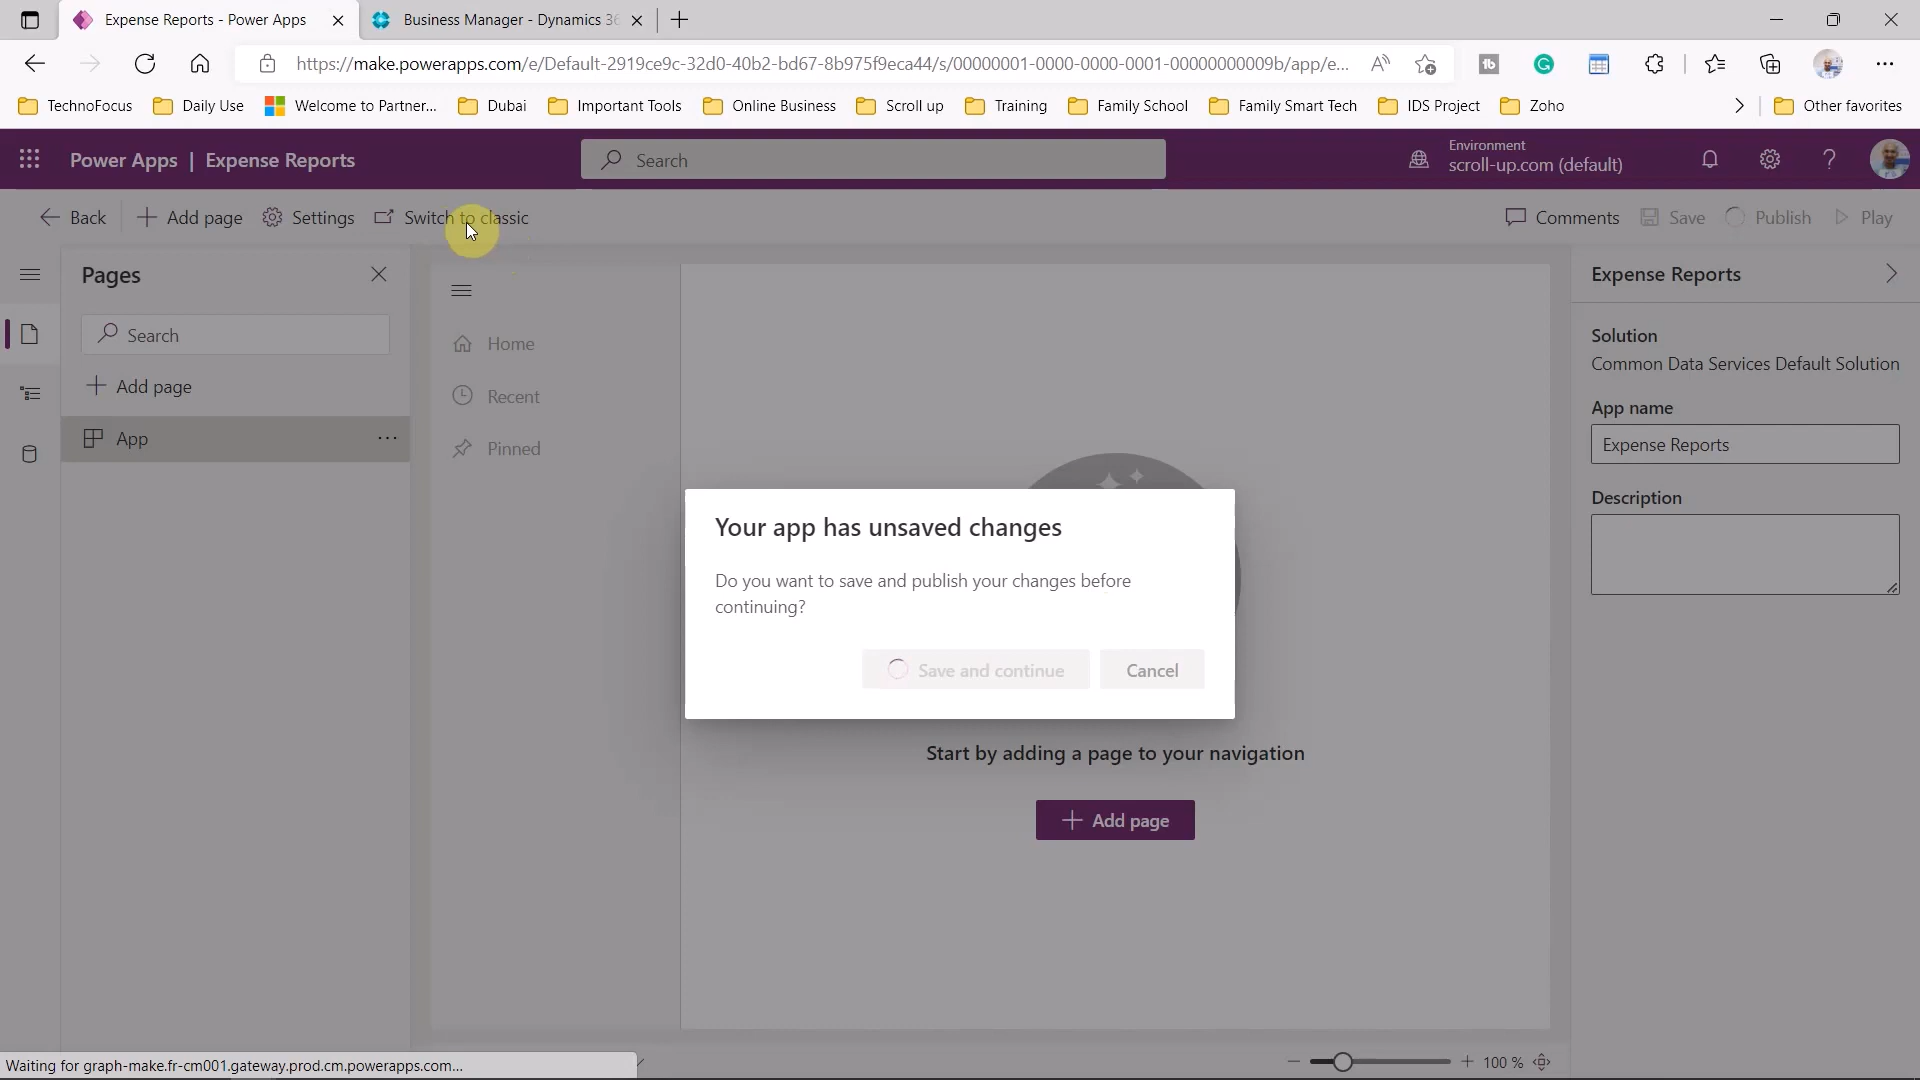 Expense Reports - Power Apps
Business Manager - Dynamics 36
https://make.powerapps.com/e/Default-2919ce9c-32d0-40b2-bd67-8b975f9eca44/s/00000001-0000-0000-0001-00000000009b/app/e...
TechnoFocus
Daily Use
Welcome to Partner...
Dubai
Important Tools
Online Business
Scroll up
Training
Family School
Family Smart Tech
IDS Project
Zoho
Other favorites
Power Apps | Expense Reports
Search
Environment
scroll-up.com (default)
Back
Add page
Settings
Switch to classic
Comments
Save
Publish
Play
Pages
Search
Add page
App
Home
Recent
Pinned
Your app has unsaved changes
Do you want to save and publish your changes before
continuing?
Save and continue
Cancel
Start by adding a page to your navigation
Add page
Expense Reports
Solution
Common Data Services Default Solution
App name
Expense Reports
Description
Waiting for graph-make.fr-cm001.gateway.prod.cm.powerapps.com...
100 %